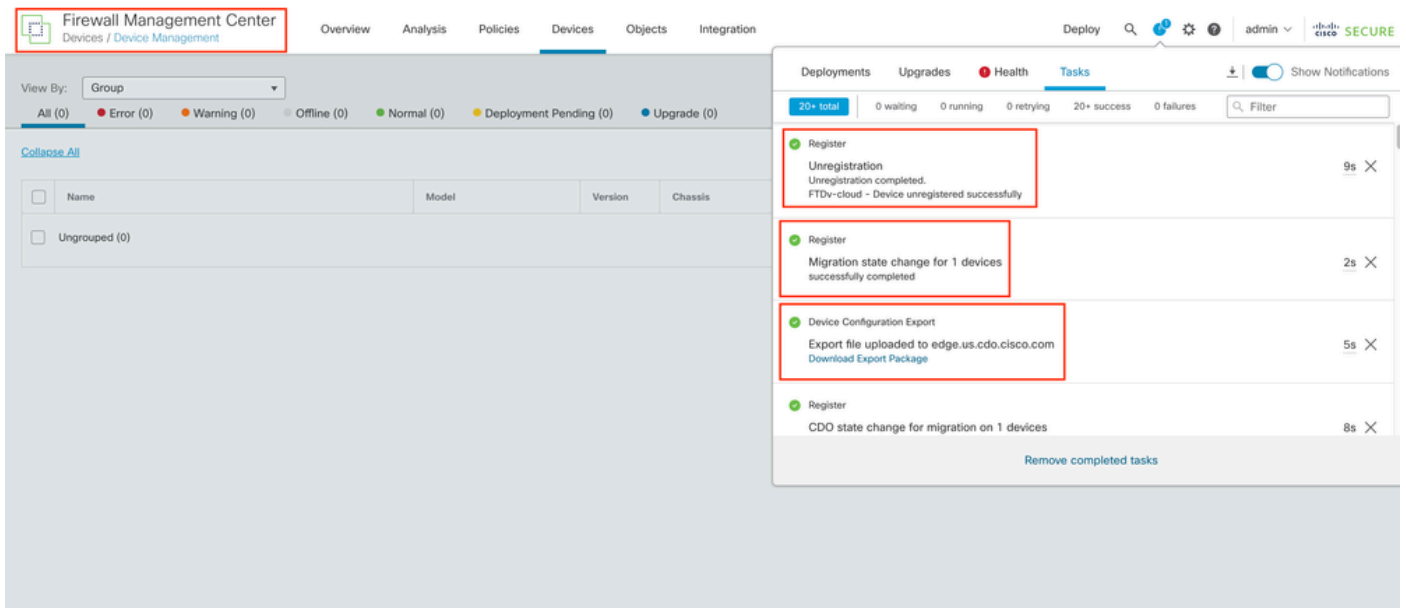 Firewall Management Center
Devices / Device Management
Overview Analysis Policies Devices Objects Integration
Deploy admin cisco SECURE
View By: Group
All (0) Error (0) Warning (0) Offline (0) Normal (0) Deployment Pending (0) Upgrade (0)
Collapse All
Name Model Version Chassis
Ungrouped (0)
Deployments Upgrades Health Tasks Show Notifications
20+ total 0 waiting 0 running 0 retrying 20+ success 0 failures Filter
Register
Unregistration 9s
Unregistration completed.
FTDv-cloud - Device unregistered successfully
Register
Migration state change for 1 devices 2s
successfully completed
Device Configuration Export
Export file uploaded to edge.us.cdo.cisco.com 5s
Download Export Package
Register
CDO state change for migration on 1 devices 8s
Remove completed tasks